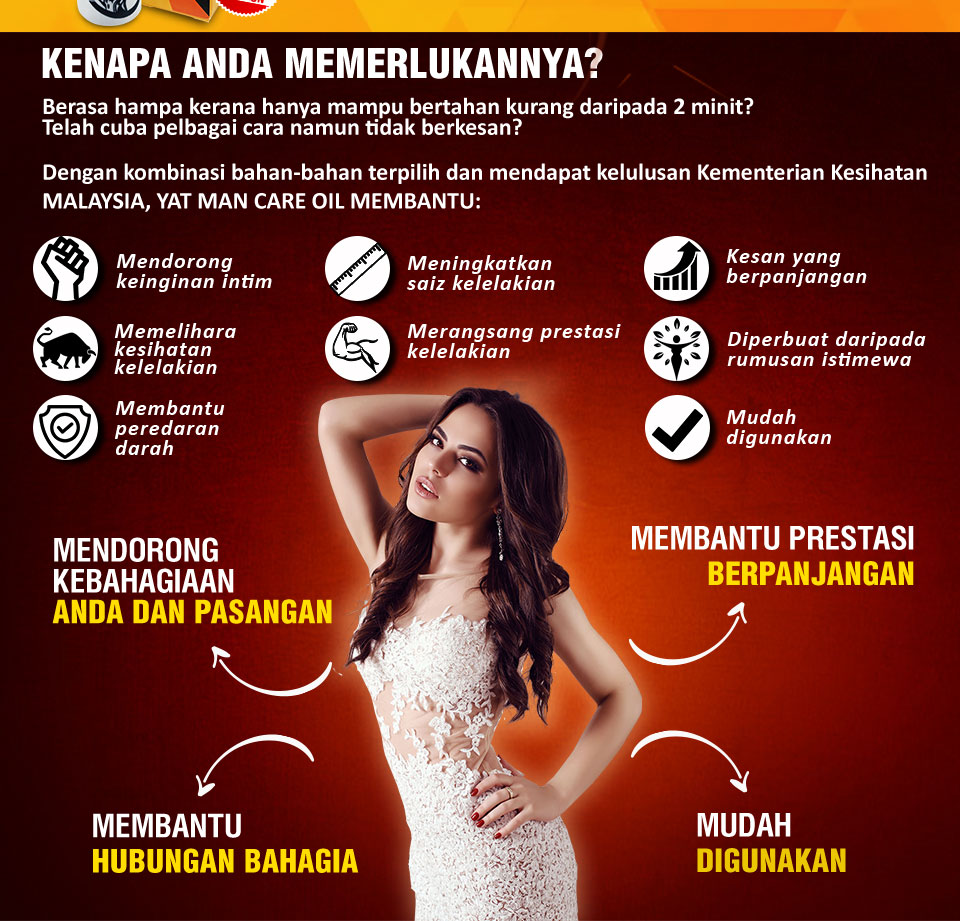 KENAPA ANDA MEMERLUKANNYA?
Berasa hampa kerana hanya mampu bertahan kurang daripada 2 minit?
Telah cuba pelbagai cara namun tidak berkesan?
Dengan kombinasi bahan-bahan terpilih dan mendapat kelulusan Kementerian Kesihatan
MALAYSIA, YAT MAN CARE OIL MEMBANTU:
Mendorong
keinginan intim
Meningkatkan
saiz kelelakian
Kesan yang
berpanjangan
Memelihara
kesihatan
kelelakian
Merangsang prestasi
kelelakian
Diperbuat daripada
rumusan istimewa
Membantu
peredaran
darah
Mudah
digunakan
MENDORONG
KEBAHAGIAAN
ANDA DAN PASANGAN
MEMBANTU PRESTASI
BERPANJANGAN
MEMBANTU
HUBUNGAN BAHAGIA
MUDAH
DIGUNAKAN